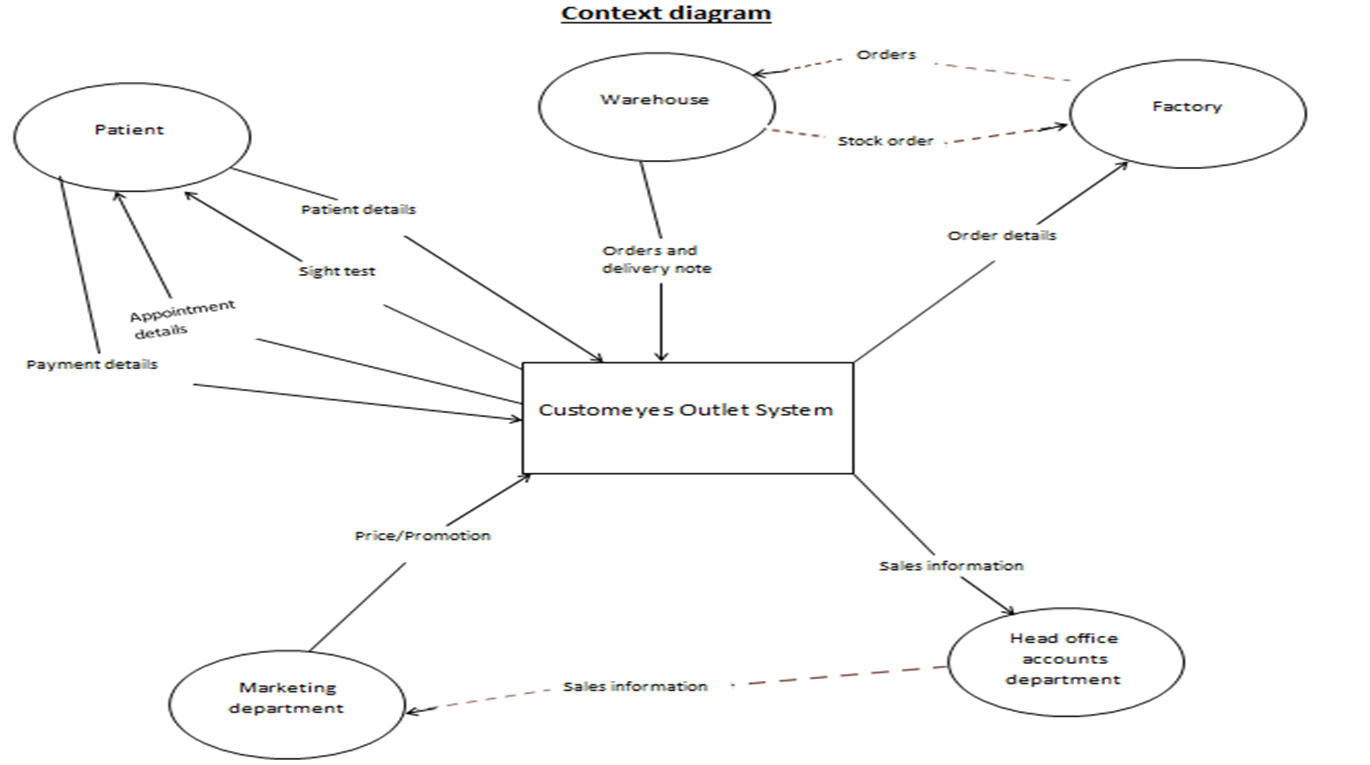 Context diagram
Orders
Warehouse
Factory
Patient
Stock order
Patient details
Order details
Orders and
delivery note
Sight test
Appointment
details
Payment details
Customeyes Outlet System
Price/Promotion
Sales information
Head office
accounts
department
Sales information
Marketing
department